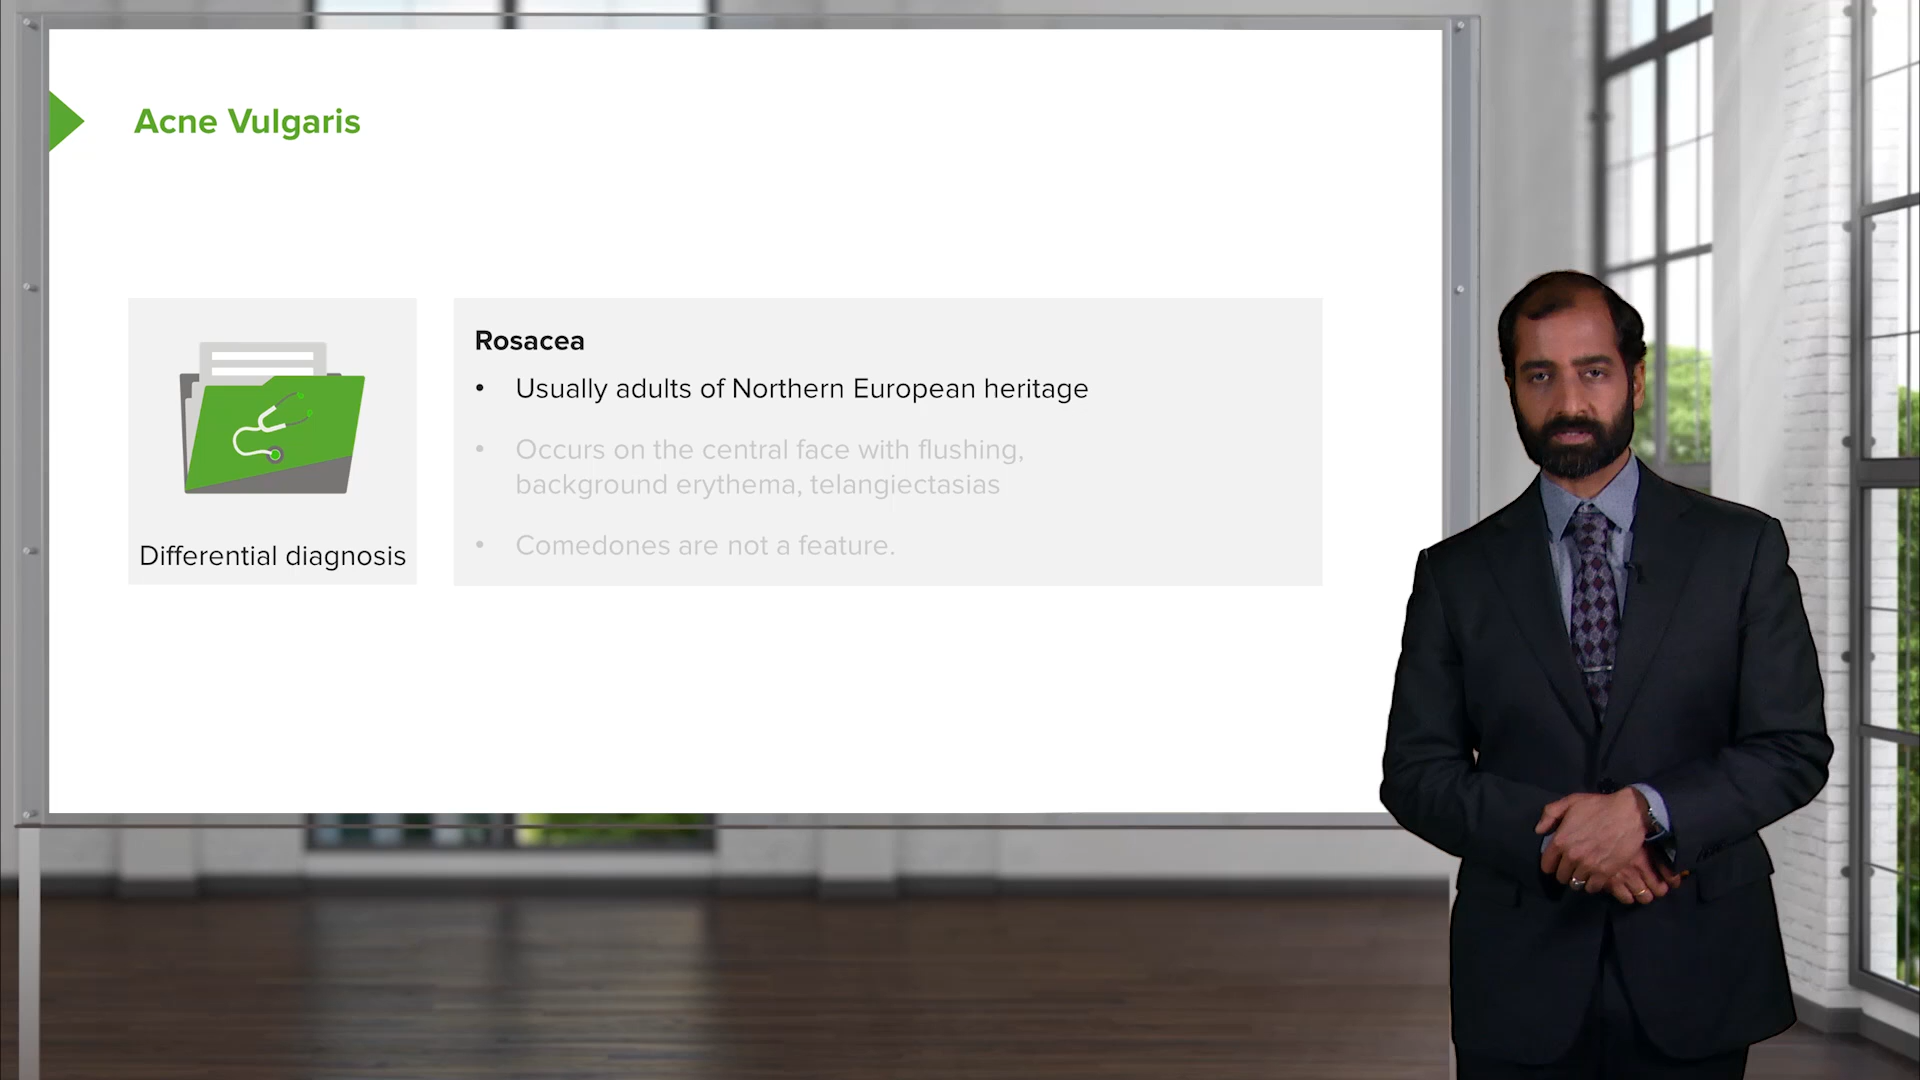 Acne Vulgaris
Rosacea
• Usually adults of Northern European heritage
• Occurs on the central face with flushing,
background erythema, telangiectasias
• Comedones are not a feature.
Differential diagnosis